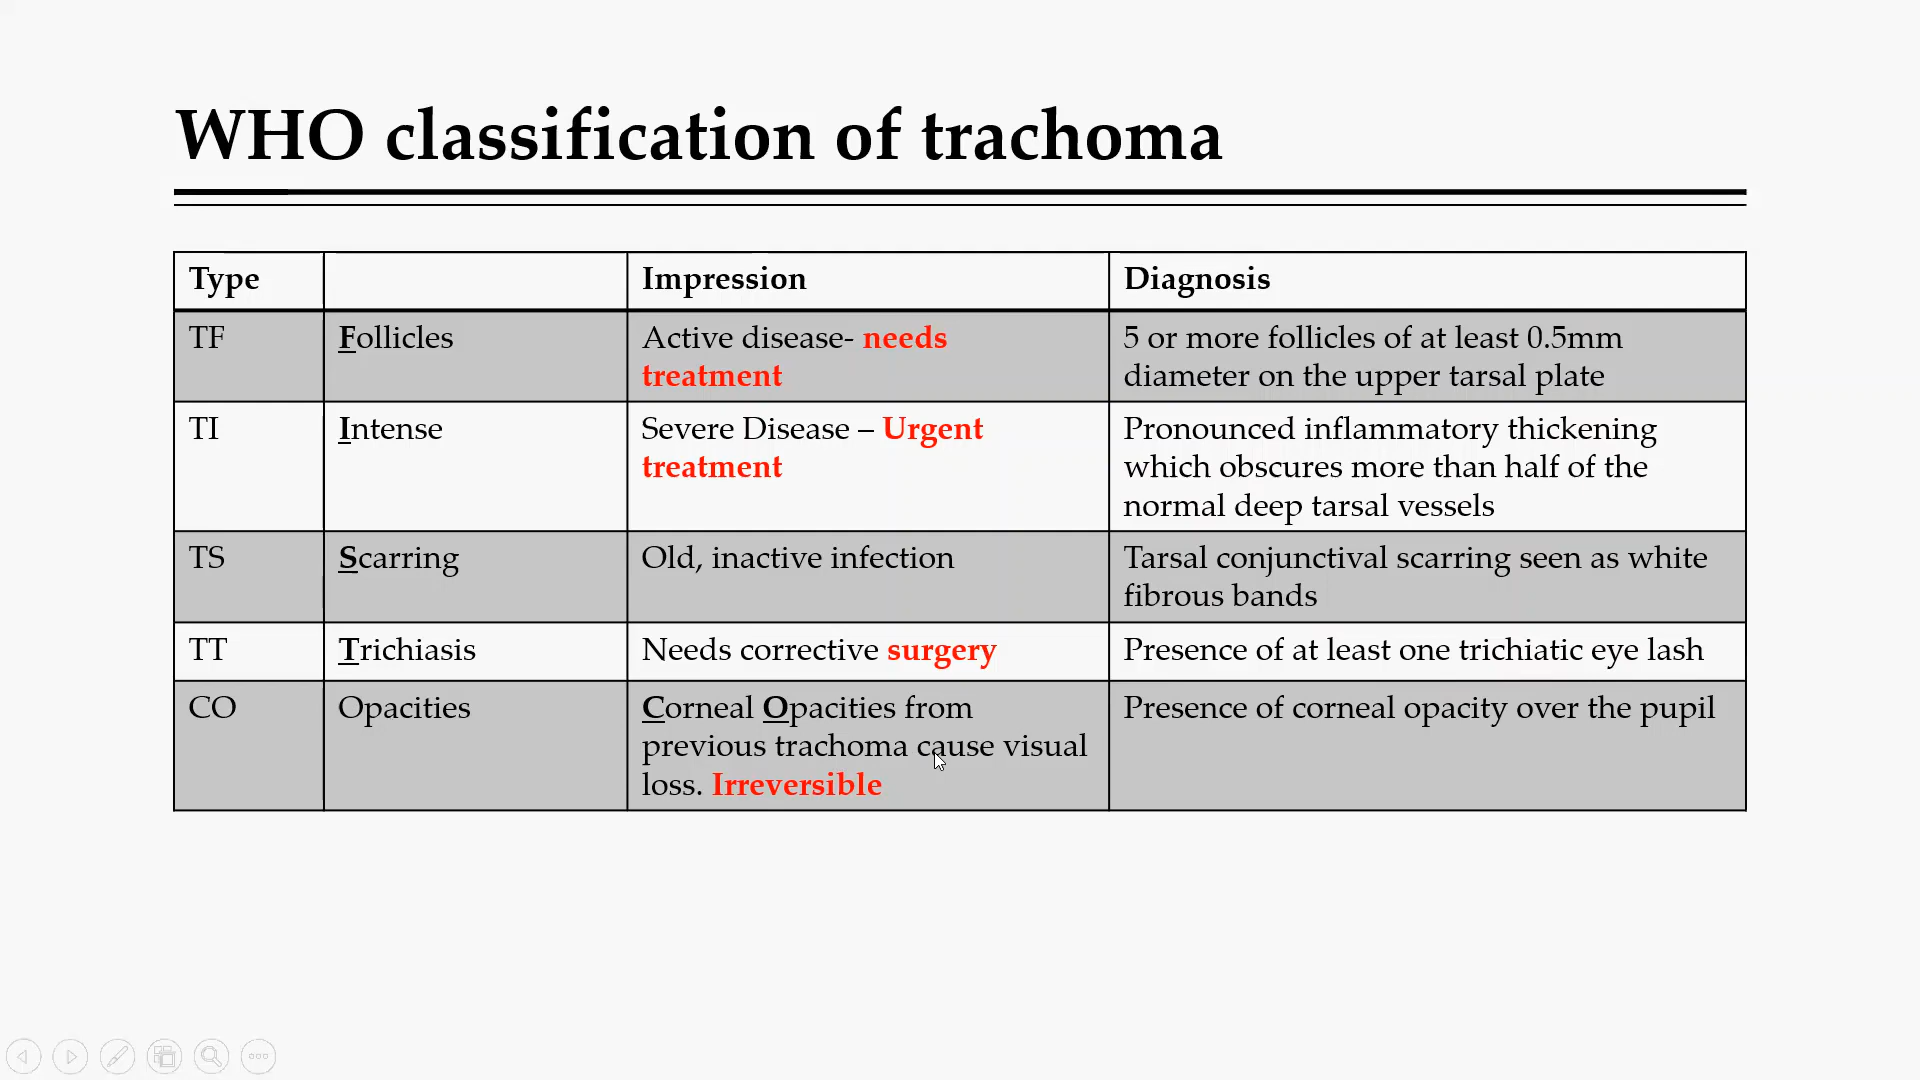 WHO classification of trachoma
Type Impression Diagnosis
TF Follicles Active disease- needs treatment 5 or more follicles of at least 0.5mm diameter on the upper tarsal plate
TI Intense Severe Disease – Urgent treatment Pronounced inflammatory thickening which obscures more than half of the normal deep tarsal vessels
TS Scarring Old, inactive infection Tarsal conjunctival scarring seen as white fibrous bands
TT Trichiasis Needs corrective surgery Presence of at least one trichiatic eye lash
CO Opacities Corneal Opacities from previous trachoma cause visual loss. Irreversible Presence of corneal opacity over the pupil